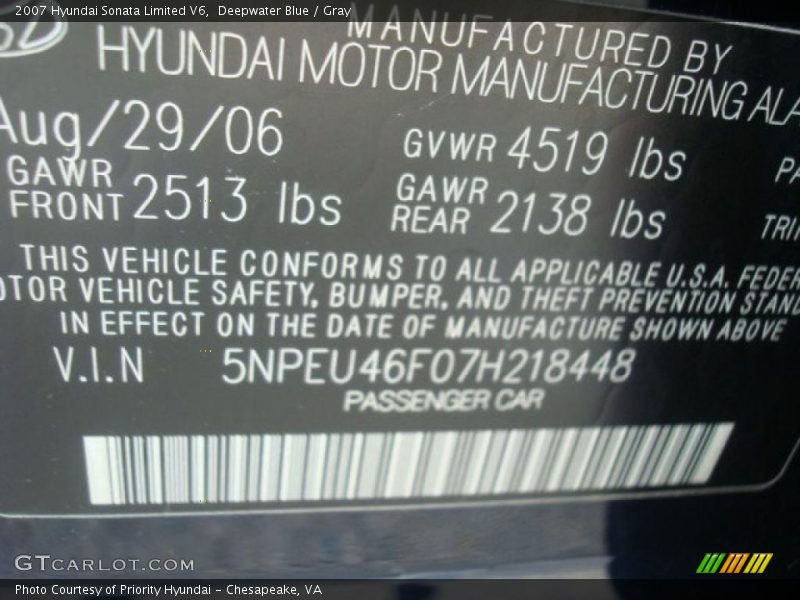 2007 Hyundai Sonata Limited V6, Deepwater Blue / Gray
MANUFACTURED BY
HYUNDAI MOTOR MANUFACTURING ALA
Aug/29/06 GVWR 4519 lbs PA
GAWR FRONT 2513 lbs GAWR REAR 2138 lbs TRI
THIS VEHICLE CONFORMS TO ALL APPLICABLE U.S.A. FEDER
OTOR VEHICLE SAFETY, BUMPER, AND THEFT PREVENTION STAND
IN EFFECT ON THE DATE OF MANUFACTURE SHOWN ABOVE
V.I.N 5NPEU46F07H218448
PASSENGER CAR
GTCARLOT.COM
Photo Courtesy of Priority Hyundai - Chesapeake, VA